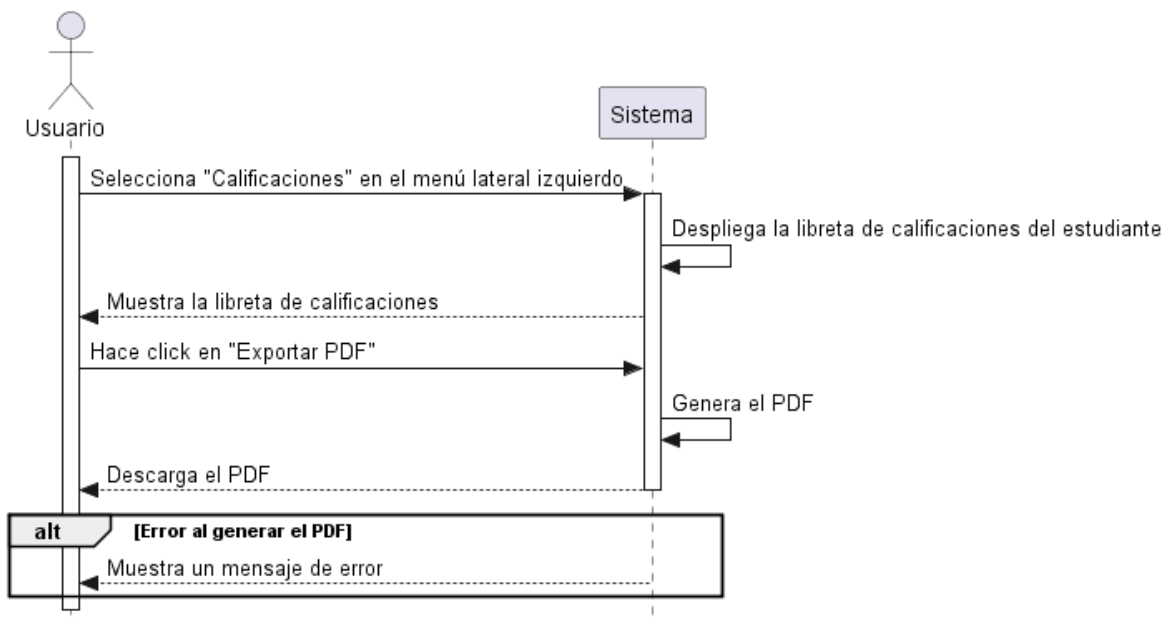 Usuario
Sistema
Selecciona "Calificaciones" en el menú lateral izquierdo
Despliega la libreta de calificaciones del estudiante
Muestra la libreta de calificaciones
Hace click en "Exportar PDF"
Genera el PDF
Descarga el PDF
alt [Error al generar el PDF]
Muestra un mensaje de error